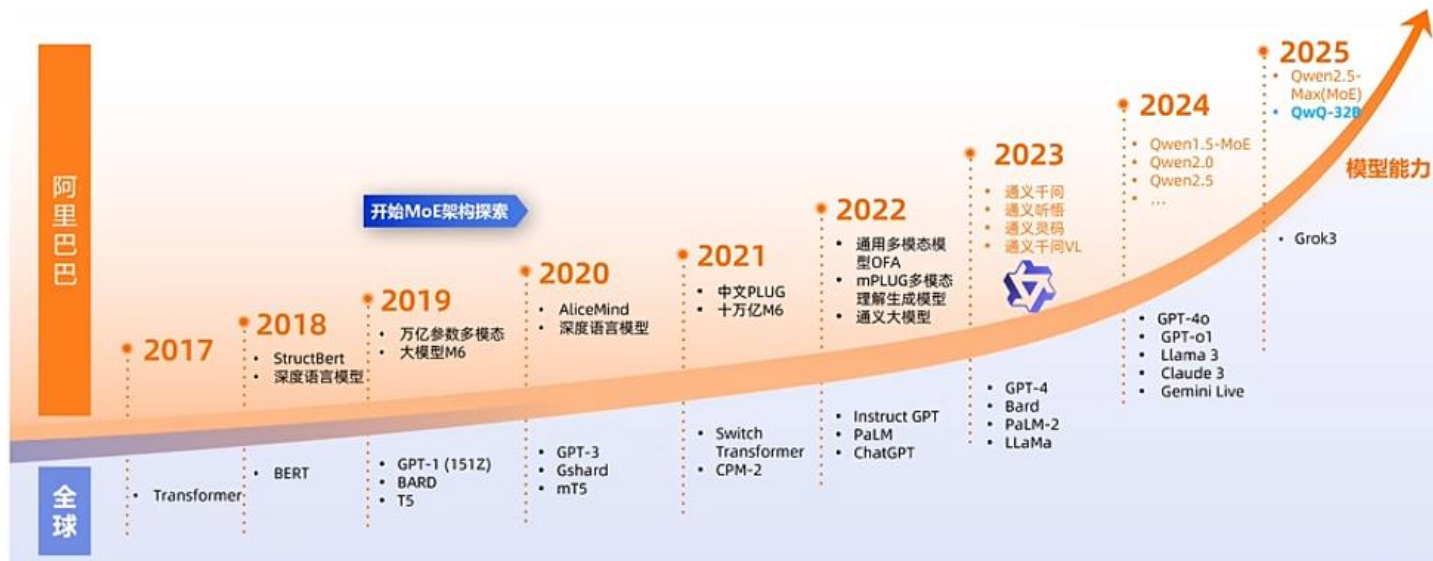 阿里巴巴
2025
• Qwen2.5-
Max(MoE)
• QwQ-32B
2024
• Qwen1.5-MoE
• Qwen2.0
• Qwen2.5
• ...
模型能力
2023
• 通义千问
• 通义听悟
• 通义灵码
• 通义千问VL
开始MoE架构探索
2022
• 通用多模态模
型OFA
• mPLUG多模态
理解生成模型
• 通义大模型
2021
• 中文PLUG
• 十万亿M6
2020
• AliceMind
• 深度语言模型
2019
• 万亿参数多模态
• 大模型M6
2018
• StructBert
• 深度语言模型
2017
全球
• Transformer
• BERT
• GPT-1 (151Z)
• BARD
• T5
• GPT-3
• Gshard
• mT5
• Switch
Transformer
• CPM-2
• Instruct GPT
• PaLM
• ChatGPT
• GPT-4
• Bard
• PaLM-2
• LLaMa
• GPT-4o
• GPT-o1
• Llama 3
• Claude 3
• Gemini Live
• Grok3